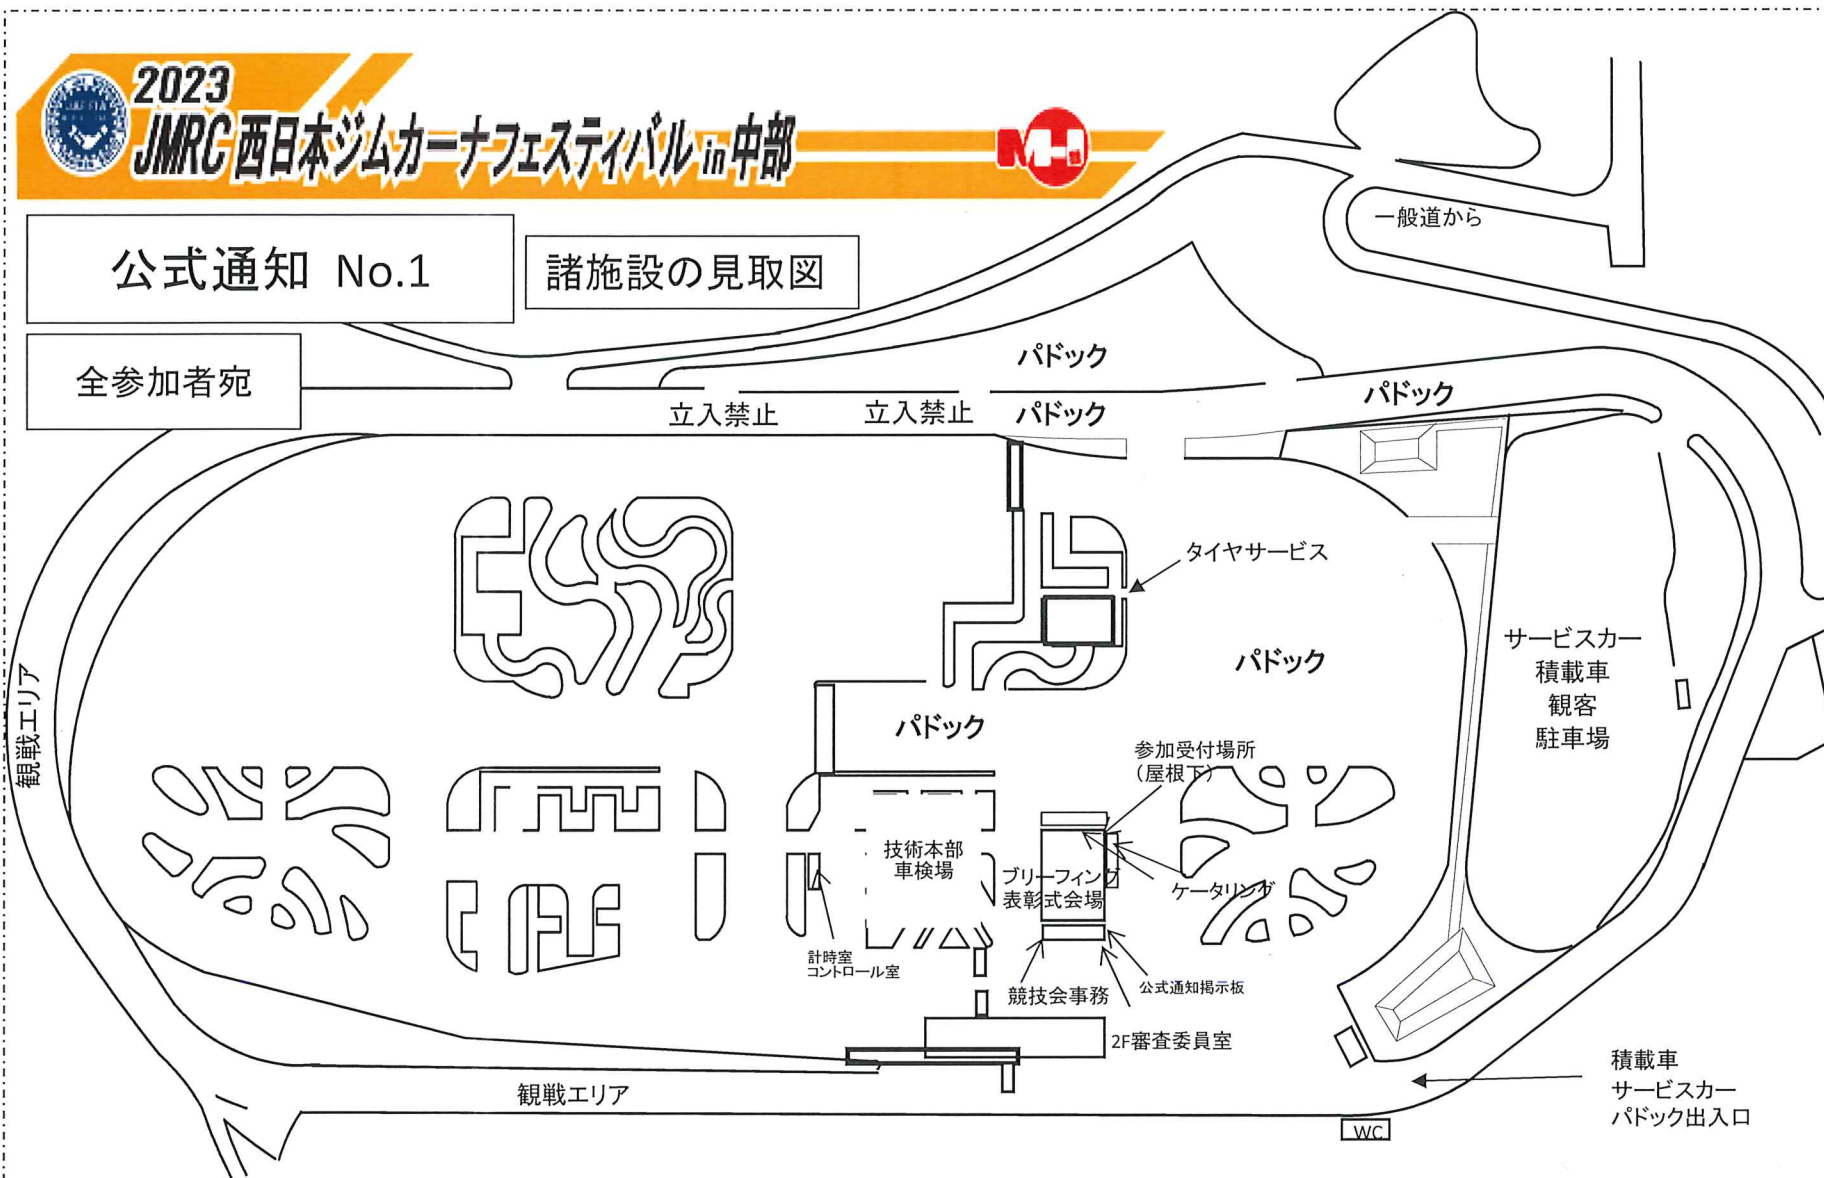 2023
JMRC 西日本ジムカーナフェスティバル in 中部
公式通知 No.1
諸施設の見取図
全参加者宛
一般道から
パドック
立入禁止
立入禁止
パドック
パドック
タイヤサービス
パドック
サービスカー
積載車
観客
駐車場
観戦エリア
パドック
参加受付場所
（屋根下）
技術本部
車検場
ブリーフィング
表彰式会場
ケータリング
計時室
コントロール室
競技会事務
公式通知掲示板
2F審査委員室
観戦エリア
積載車
サービスカー
パドック出入口
WC